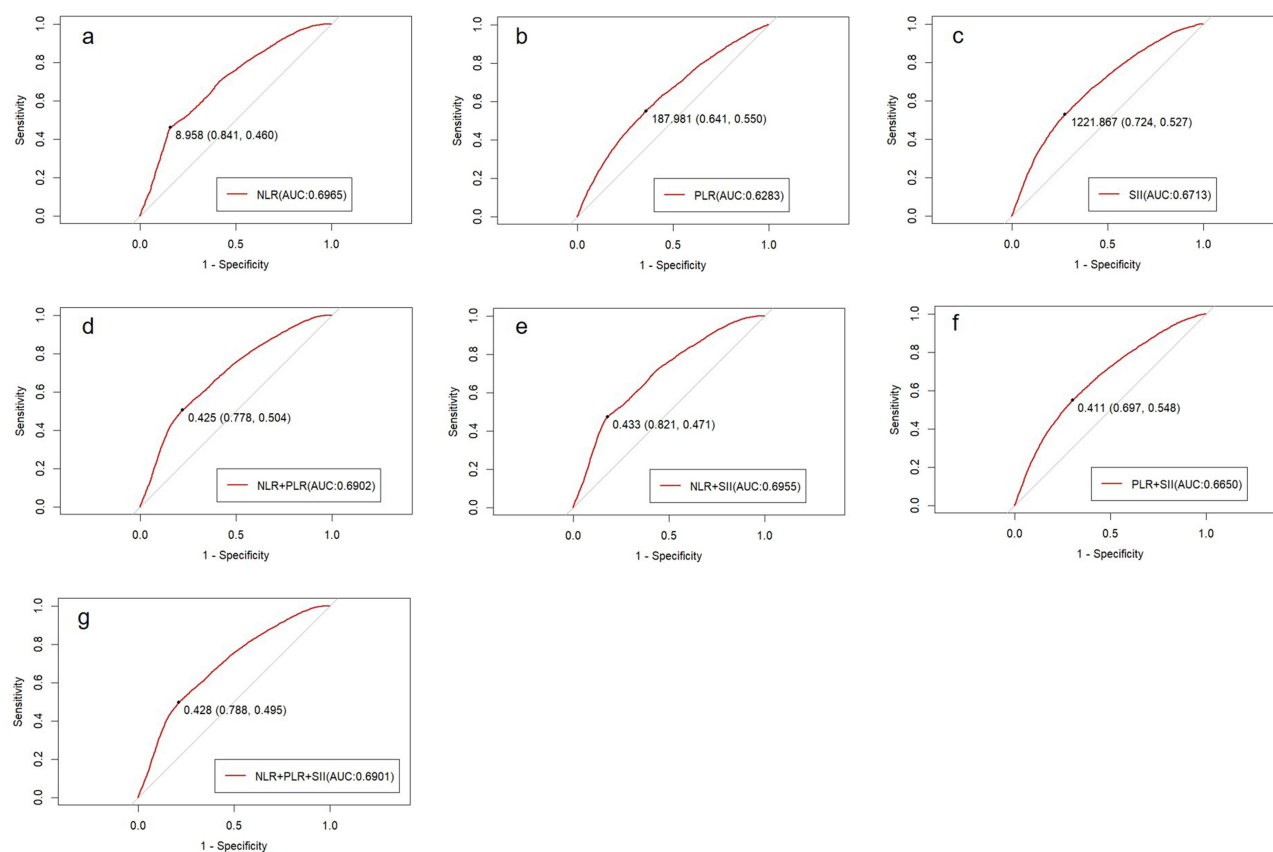 a
Sensitivity
0.0 0.2 0.4 0.6 0.8 1.0
8.958 (0.841, 0.460)
NLR(AUC:0.6965)
0.0 0.5 1.0
1 - Specificity
b
Sensitivity
0.0 0.2 0.4 0.6 0.8 1.0
187.981 (0.641, 0.550)
PLR(AUC:0.6283)
0.0 0.5 1.0
1 - Specificity
c
Sensitivity
0.0 0.2 0.4 0.6 0.8 1.0
1221.867 (0.724, 0.527)
SII(AUC:0.6713)
0.0 0.5 1.0
1 - Specificity
d
Sensitivity
0.0 0.2 0.4 0.6 0.8 1.0
0.425 (0.778, 0.504)
NLR+PLR(AUC:0.6902)
0.0 0.5 1.0
1 - Specificity
e
Sensitivity
0.0 0.2 0.4 0.6 0.8 1.0
0.433 (0.821, 0.471)
NLR+SII(AUC:0.6955)
0.0 0.5 1.0
1 - Specificity
f
Sensitivity
0.0 0.2 0.4 0.6 0.8 1.0
0.411 (0.697, 0.548)
PLR+SII(AUC:0.6650)
0.0 0.5 1.0
1 - Specificity
g
Sensitivity
0.0 0.2 0.4 0.6 0.8 1.0
0.428 (0.788, 0.495)
NLR+PLR+SII(AUC:0.6901)
0.0 0.5 1.0
1 - Specificity